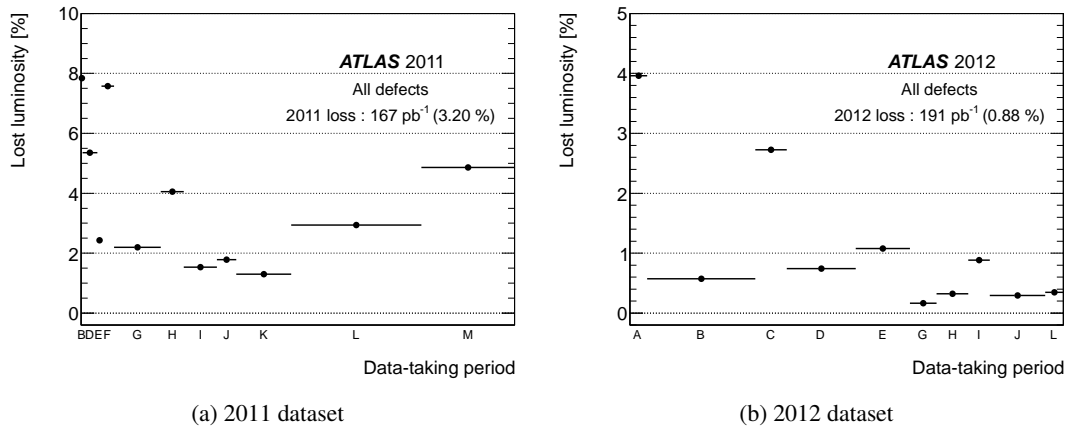 Lost luminosity [%]
10
8
6
4
2
0
ATLAS 2011
All defects
2011 loss : 167 pb⁻¹ (3.20 %)
B D E F G H I J K L M
Data-taking period
(a) 2011 dataset
Lost luminosity [%]
5
4
3
2
1
0
ATLAS 2012
All defects
2012 loss : 191 pb⁻¹ (0.88 %)
A B C D E G H I J L
Data-taking period
(b) 2012 dataset